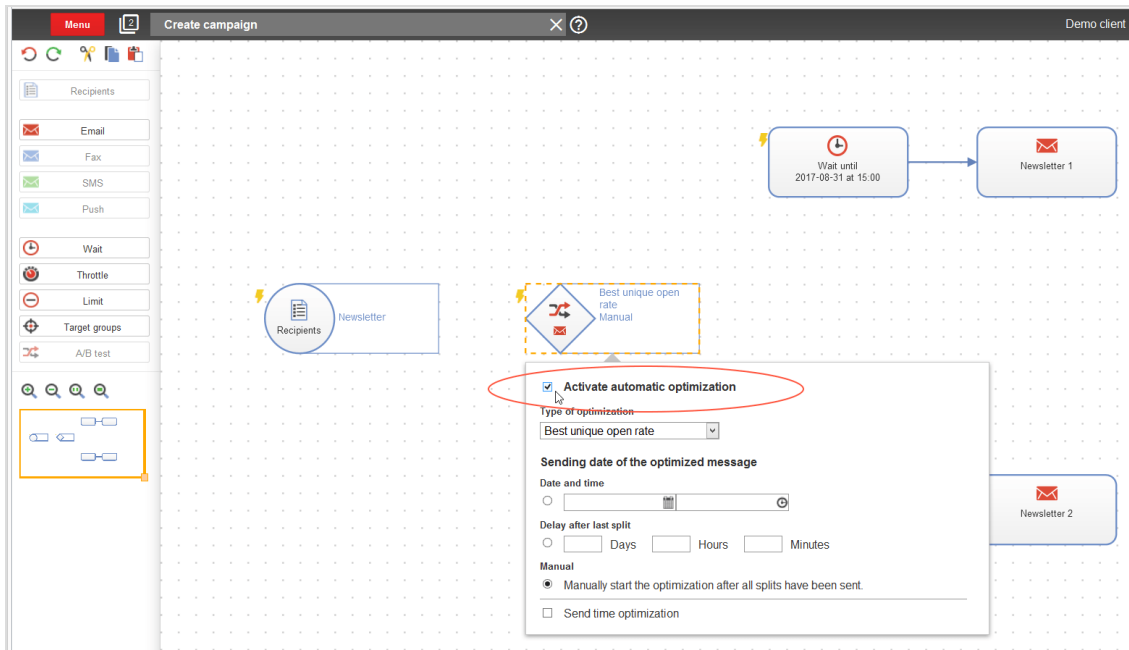 Menu
2
Create campaign
Demo client
Recipients
Email
Fax
SMS
Push
Wait
Throttle
Limit
Target groups
A/B test
Wait until
2017-08-31 at 15:00
Newsletter 1
Recipients
Newsletter
Best unique open
rate
Manual
Activate automatic optimization
Type of optimization
Best unique open rate
Sending date of the optimized message
Date and time
Delay after last split
Days Hours Minutes
Manual
Manually start the optimization after all splits have been sent.
Send time optimization
Newsletter 2